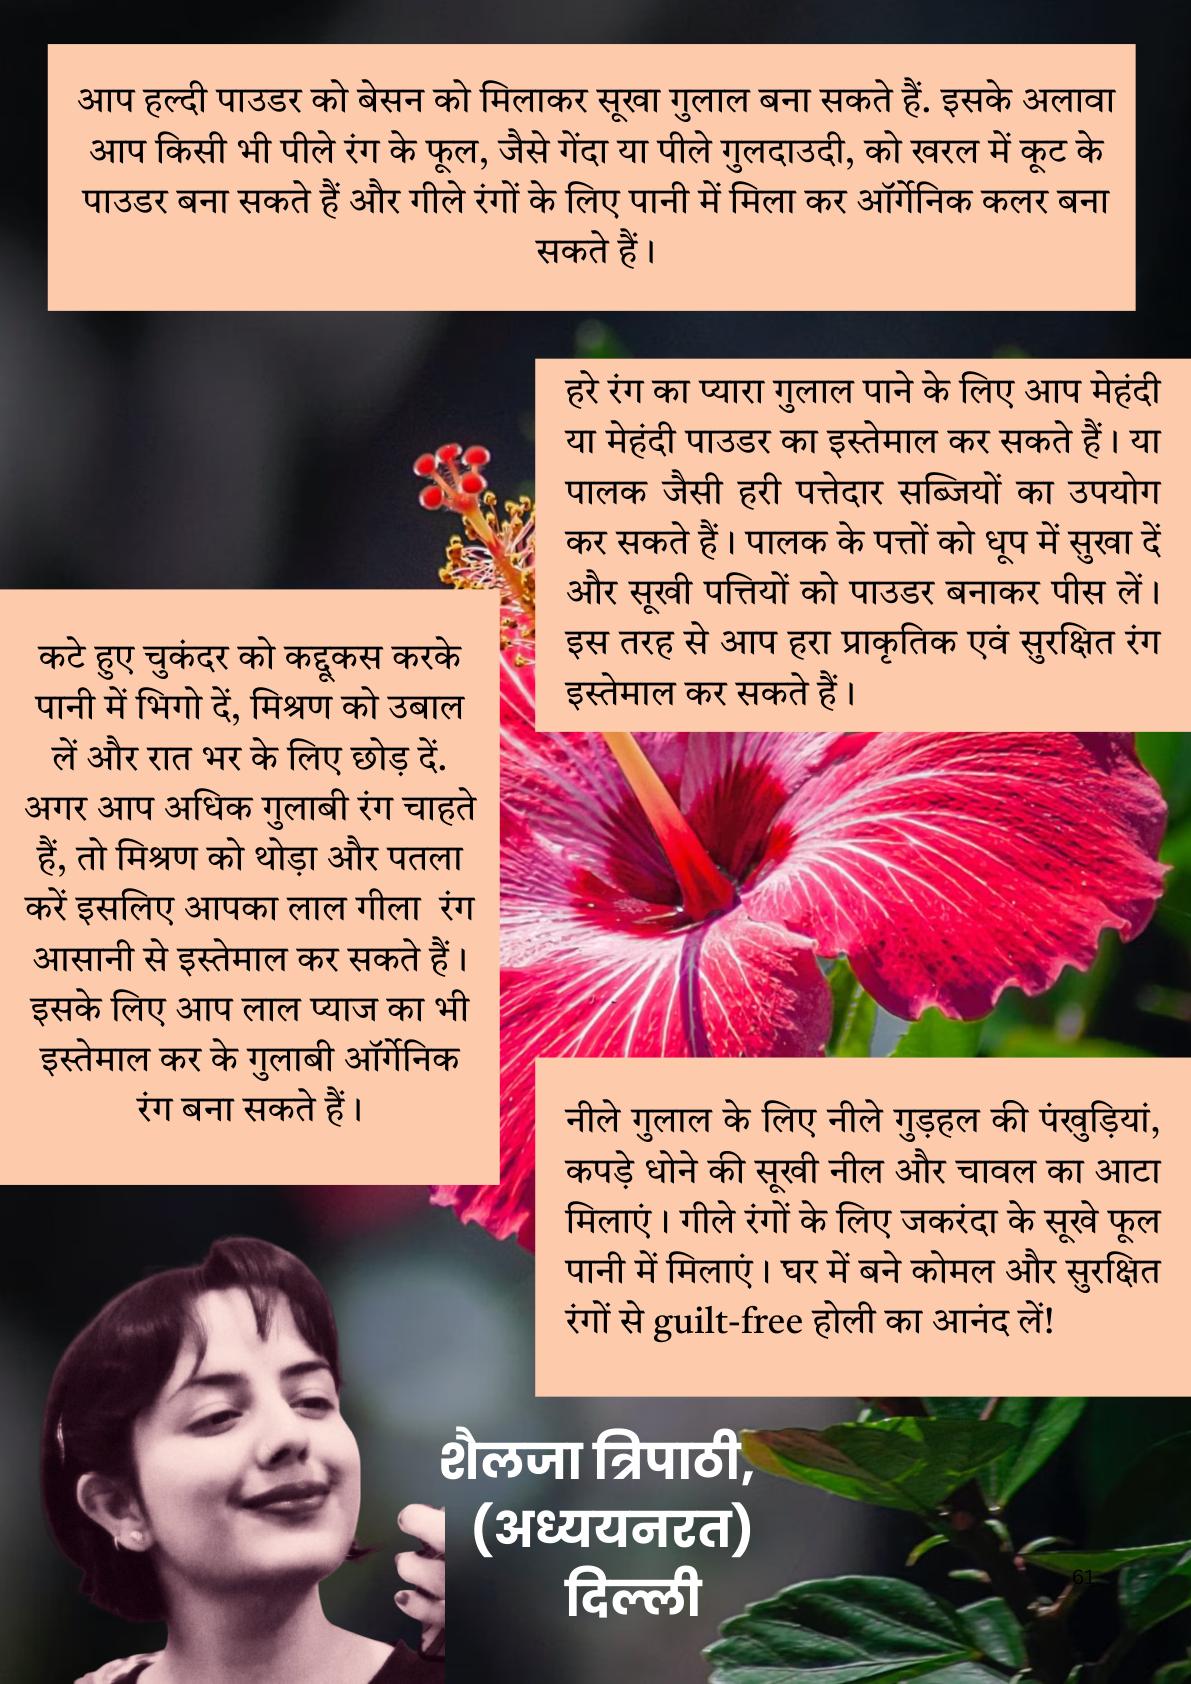 आप हल्दी पाउडर को बेसन को मिलाकर सूखा गुलाल बना सकते हैं. इसके अलावा
आप किसी भी पीले रंग के फूल, जैसे गेंदा या पीले गुलदाउदी, को खरल में कूट के
पाउडर बना सकते हैं और गीले रंगों के लिए पानी में मिला कर ऑर्गेनिक कलर बना
सकते हैं।
हरे रंग का प्यारा गुलाल पाने के लिए आप मेहंदी
या मेहंदी पाउडर का इस्तेमाल कर सकते हैं। या
पालक जैसी हरी पत्तेदार सब्जियों का उपयोग
कर सकते हैं। पालक के पत्तों को धूप में सुखा दें
और सूखी पत्तियों को पाउडर बनाकर पीस लें।
इस तरह से आप हरा प्राकृतिक एवं सुरक्षित रंग
इस्तेमाल कर सकते हैं।
कटे हुए चुकंदर को कद्दूकस करके
पानी में भिगो दें, मिश्रण को उबाल
लें और रात भर के लिए छोड़ दें.
अगर आप अधिक गुलाबी रंग चाहते
हैं, तो मिश्रण को थोड़ा और पतला
करें इसलिए आपका लाल गीला रंग
आसानी से इस्तेमाल कर सकते हैं।
इसके लिए आप लाल प्याज का भी
इस्तेमाल कर के गुलाबी ऑर्गेनिक
रंग बना सकते हैं।
नीले गुलाल के लिए नीले गुड़हल की पंखुड़ियां,
कपड़े धोने की सूखी नील और चावल का आटा
मिलाएं। गीले रंगों के लिए जकरंदा के सूखे फूल
पानी में मिलाएं। घर में बने कोमल और सुरक्षित
रंगों से guilt-free होली का आनंद लें!
शैलजा त्रिपाठी,
(अध्ययनरत)
दिल्ली
61